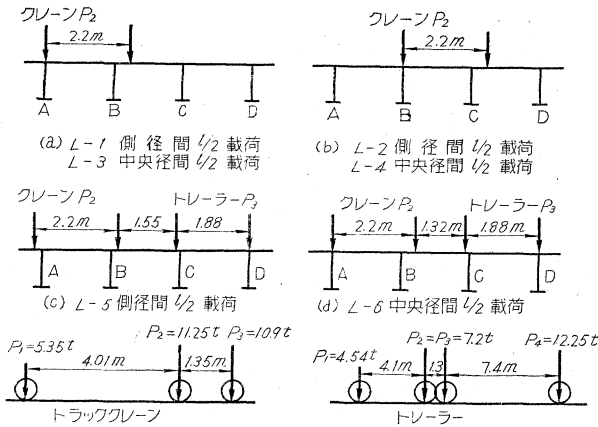 クレーンP₂
2.2m
A B C D
(a) L-1 側径間 l/2 載荷
L-3 中央径間 l/2 載荷
クレーンP₂
2.2m
A B C D
(b) L-2 側径間 l/2 載荷
L-4 中央径間 l/2 載荷
クレーンP₂ トレーラーP₃
2.2m 1.55 1.88
A B C D
(c) L-5 側径間 l/2 載荷
クレーンP₂ トレーラーP₃
2.2m 1.32m 1.88m
A B C D
(d) L-6 中央径間 l/2 載荷
P₁=5.35t P₂=11.25t P₃=10.9t
4.01m 1.35m
トラッククレーン
P₁=4.54t P₂=P₃=7.2t P₄=12.25t
4.1m 1.3 7.4m
トレーラー